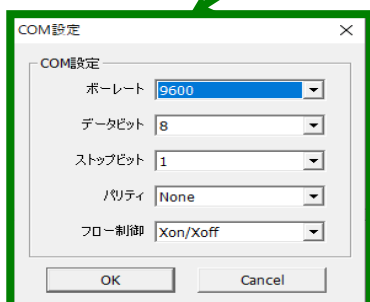 COM設定
COM設定
ボーレート 9600
データビット 8
ストップビット 1
パリティ None
フロー制御 Xon/Xoff
OK Cancel